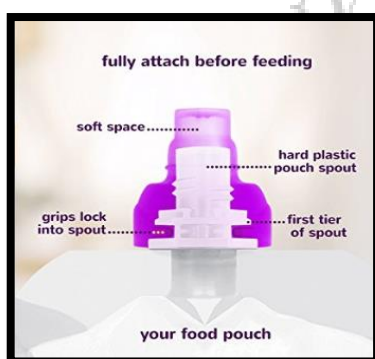 fully attach before feeding
soft space
hard plastic
pouch spout
grips lock
into spout
first tier
of spout
your food pouch